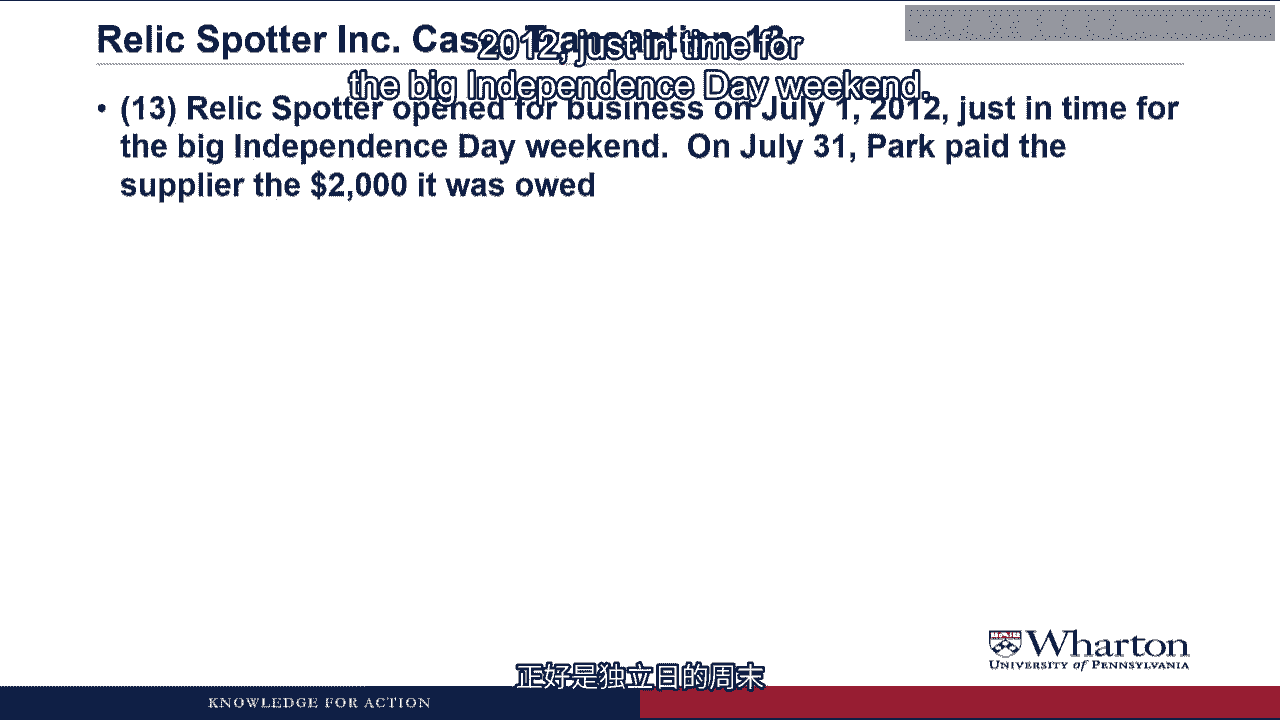 Relic Spotter Inc. Case: Transaction 13
2012, just in time for
the big Independence Day weekend.
• (13) Relic Spotter opened for business on July 1, 2012, just in time for
the big Independence Day weekend. On July 31, Park paid the
supplier the $2,000 it was owed
Wharton
UNIVERSITY of PENNSYLVANIA
正好是独立日的周末
KNOWLEDGE FOR ACTION